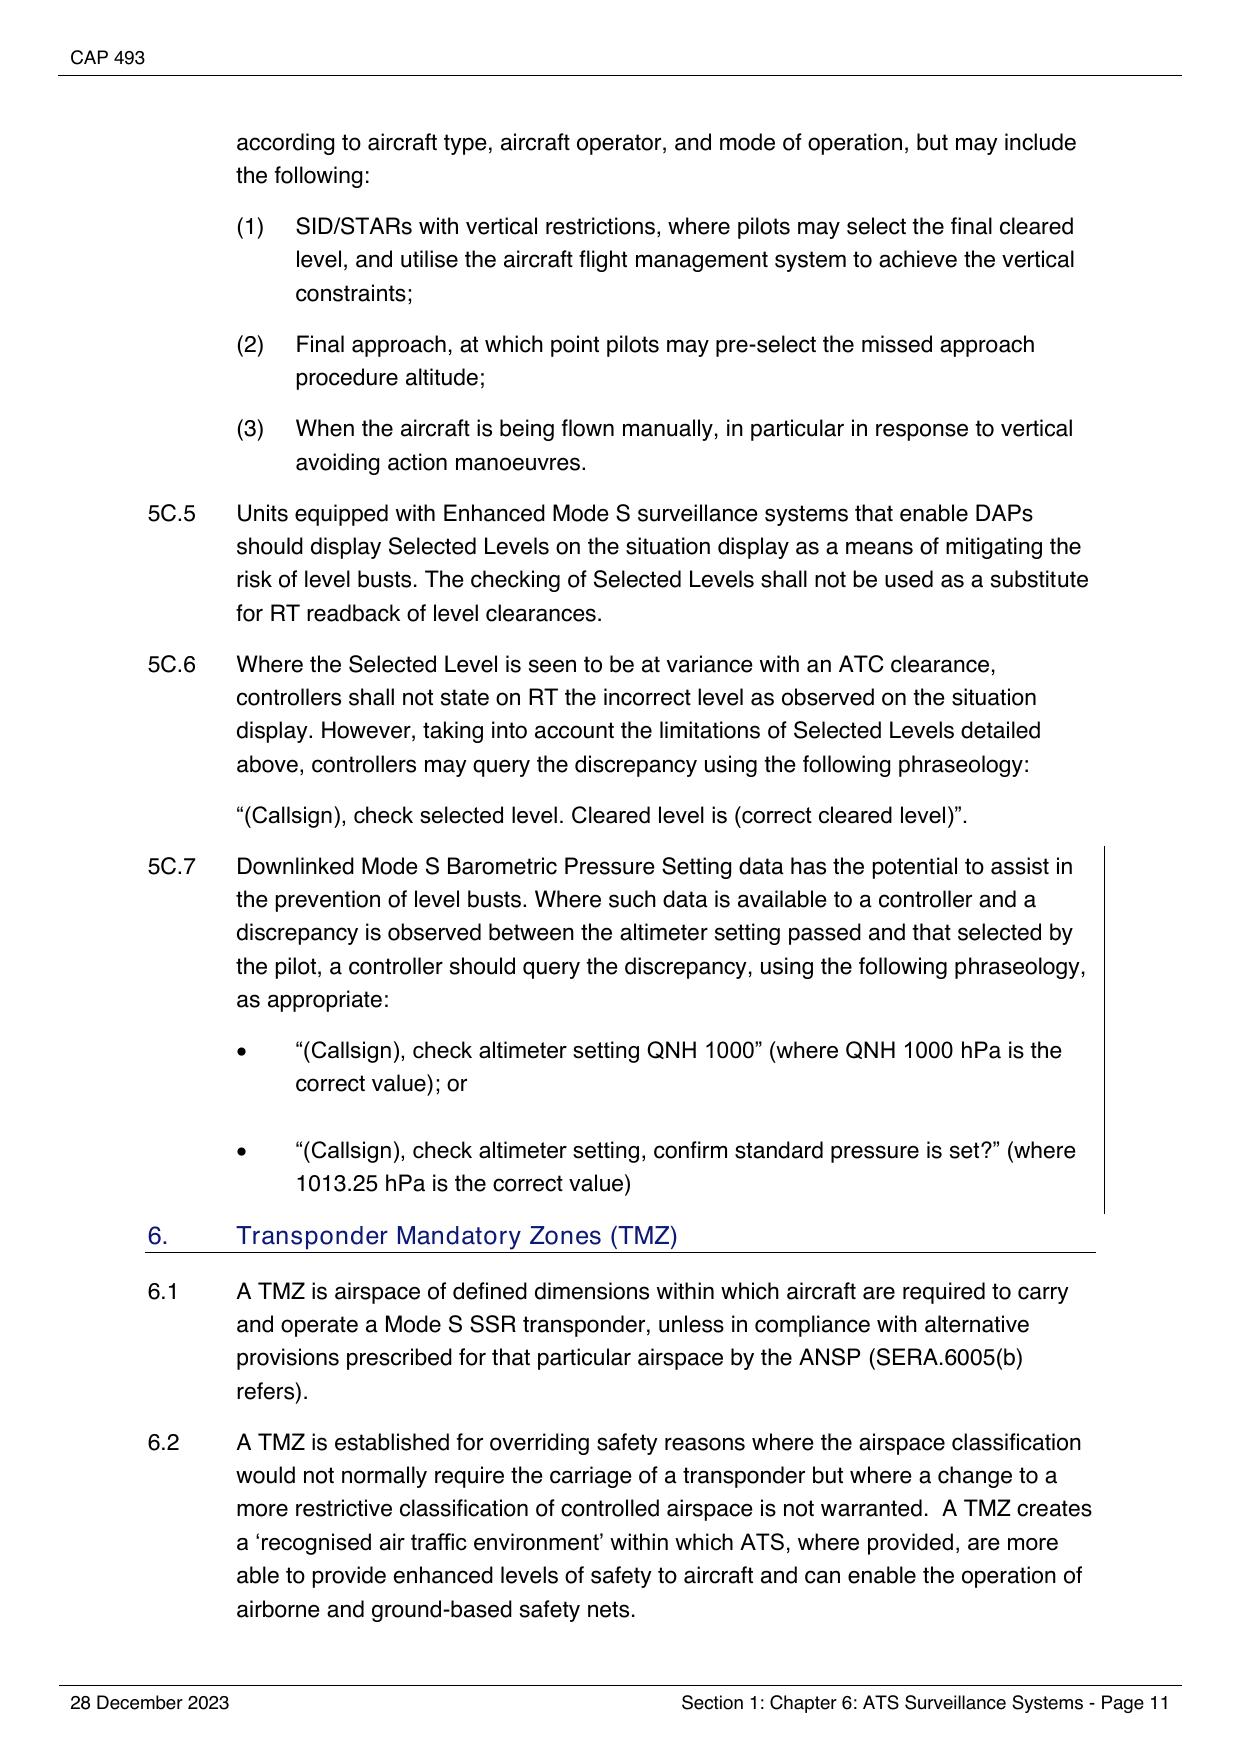 CAP 493
according to aircraft type, aircraft operator, and mode of operation, but may include
the following:
(1) SID/STARs with vertical restrictions, where pilots may select the final cleared
level, and utilise the aircraft flight management system to achieve the vertical
constraints;
(2) Final approach, at which point pilots may pre-select the missed approach
procedure altitude;
(3) When the aircraft is being flown manually, in particular in response to vertical
avoiding action manoeuvres.
5C.5 Units equipped with Enhanced Mode S surveillance systems that enable DAPs
should display Selected Levels on the situation display as a means of mitigating the
risk of level busts. The checking of Selected Levels shall not be used as a substitute
for RT readback of level clearances.
5C.6 Where the Selected Level is seen to be at variance with an ATC clearance,
controllers shall not state on RT the incorrect level as observed on the situation
display. However, taking into account the limitations of Selected Levels detailed
above, controllers may query the discrepancy using the following phraseology:
“(Callsign), check selected level. Cleared level is (correct cleared level)”.
5C.7 Downlinked Mode S Barometric Pressure Setting data has the potential to assist in
the prevention of level busts. Where such data is available to a controller and a
discrepancy is observed between the altimeter setting passed and that selected by
the pilot, a controller should query the discrepancy, using the following phraseology,
as appropriate:
• “(Callsign), check altimeter setting QNH 1000” (where QNH 1000 hPa is the
correct value); or
• “(Callsign), check altimeter setting, confirm standard pressure is set?” (where
1013.25 hPa is the correct value)
6. Transponder Mandatory Zones (TMZ)
6.1 A TMZ is airspace of defined dimensions within which aircraft are required to carry
and operate a Mode S SSR transponder, unless in compliance with alternative
provisions prescribed for that particular airspace by the ANSP (SERA.6005(b)
refers).
6.2 A TMZ is established for overriding safety reasons where the airspace classification
would not normally require the carriage of a transponder but where a change to a
more restrictive classification of controlled airspace is not warranted. A TMZ creates
a ‘recognised air traffic environment’ within which ATS, where provided, are more
able to provide enhanced levels of safety to aircraft and can enable the operation of
airborne and ground-based safety nets.
28 December 2023 Section 1: Chapter 6: ATS Surveillance Systems - Page 11